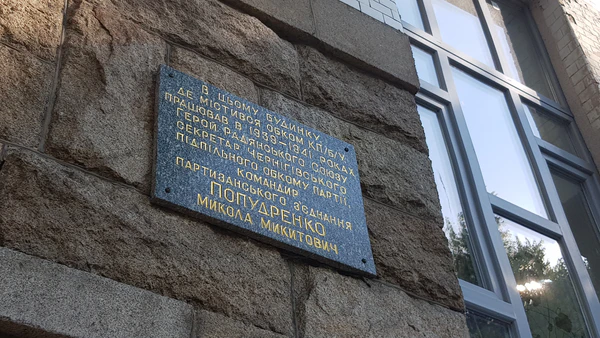 В ЦЬОМУ БУДИНКУ,
ДЕ МІСТИВСЯ ОБКОМ КП/Б/У,
ПРАЦЮВАВ В 1939–1941 РОКАХ
ГЕРОЙ РАДЯНСЬКОГО СОЮЗУ
СЕКРЕТАР ЧЕРНІГІВСЬКОГО
ПІДПІЛЬНОГО ОБКОМУ ПАРТІЇ,
КОМАНДИР
ПАРТИЗАНСЬКОГО З'ЄДНАННЯ
ПОПУДРЕНКО
МИКОЛА МИКИТОВИЧ